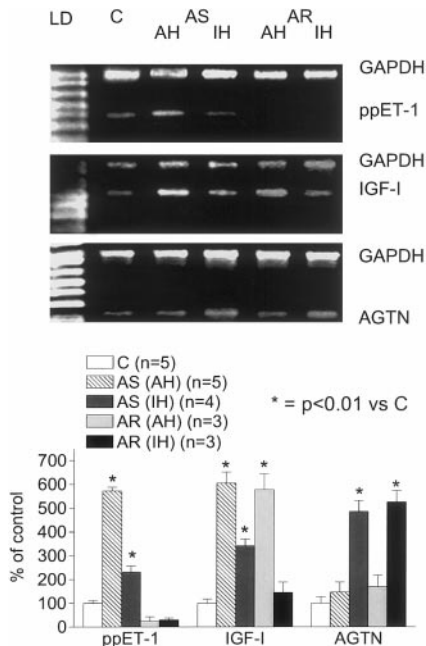 LD C AS AR
AH IH AH IH
GAPDH
ppET-1
GAPDH
IGF-I
GAPDH
AGTN
C (n=5)
AS (AH) (n=5)
AS (IH) (n=4)
AR (AH) (n=3)
AR (IH) (n=3)
* = p<0.01 vs C
% of control
700
600
500
400
300
200
100
0
* * * * * * *
ppET-1 IGF-I AGTN